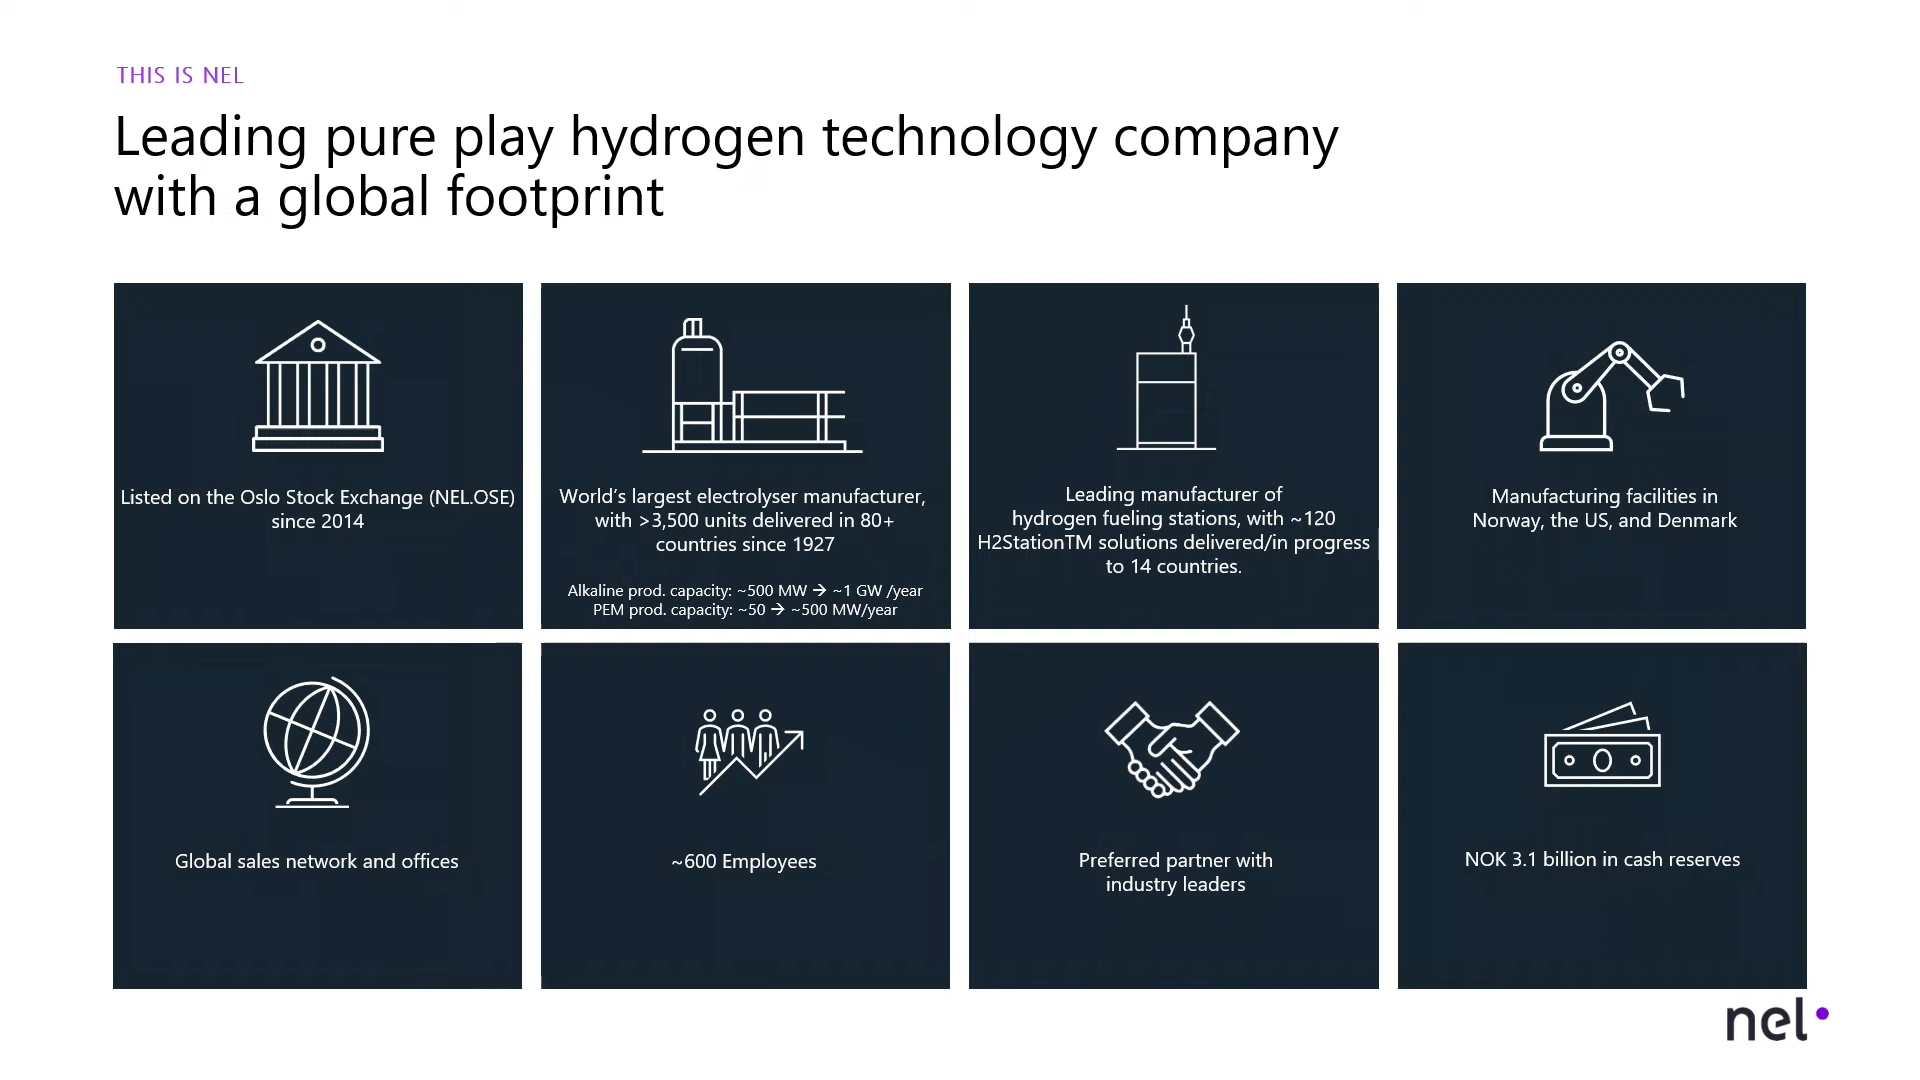 THIS IS NEL
Leading pure play hydrogen technology company
with a global footprint
Listed on the Oslo Stock Exchange (NEL.OSE)
since 2014
World's largest electrolyser manufacturer,
with >3,500 units delivered in 80+
countries since 1927
Alkaline prod. capacity: ~500 MW → ~1 GW /year
PEM prod. capacity: ~50 → ~500 MW/year
Leading manufacturer of
hydrogen fueling stations, with ~120
H2StationTM solutions delivered/in progress
to 14 countries.
Manufacturing facilities in
Norway, the US, and Denmark
Global sales network and offices
~600 Employees
Preferred partner with
industry leaders
NOK 3.1 billion in cash reserves
nel